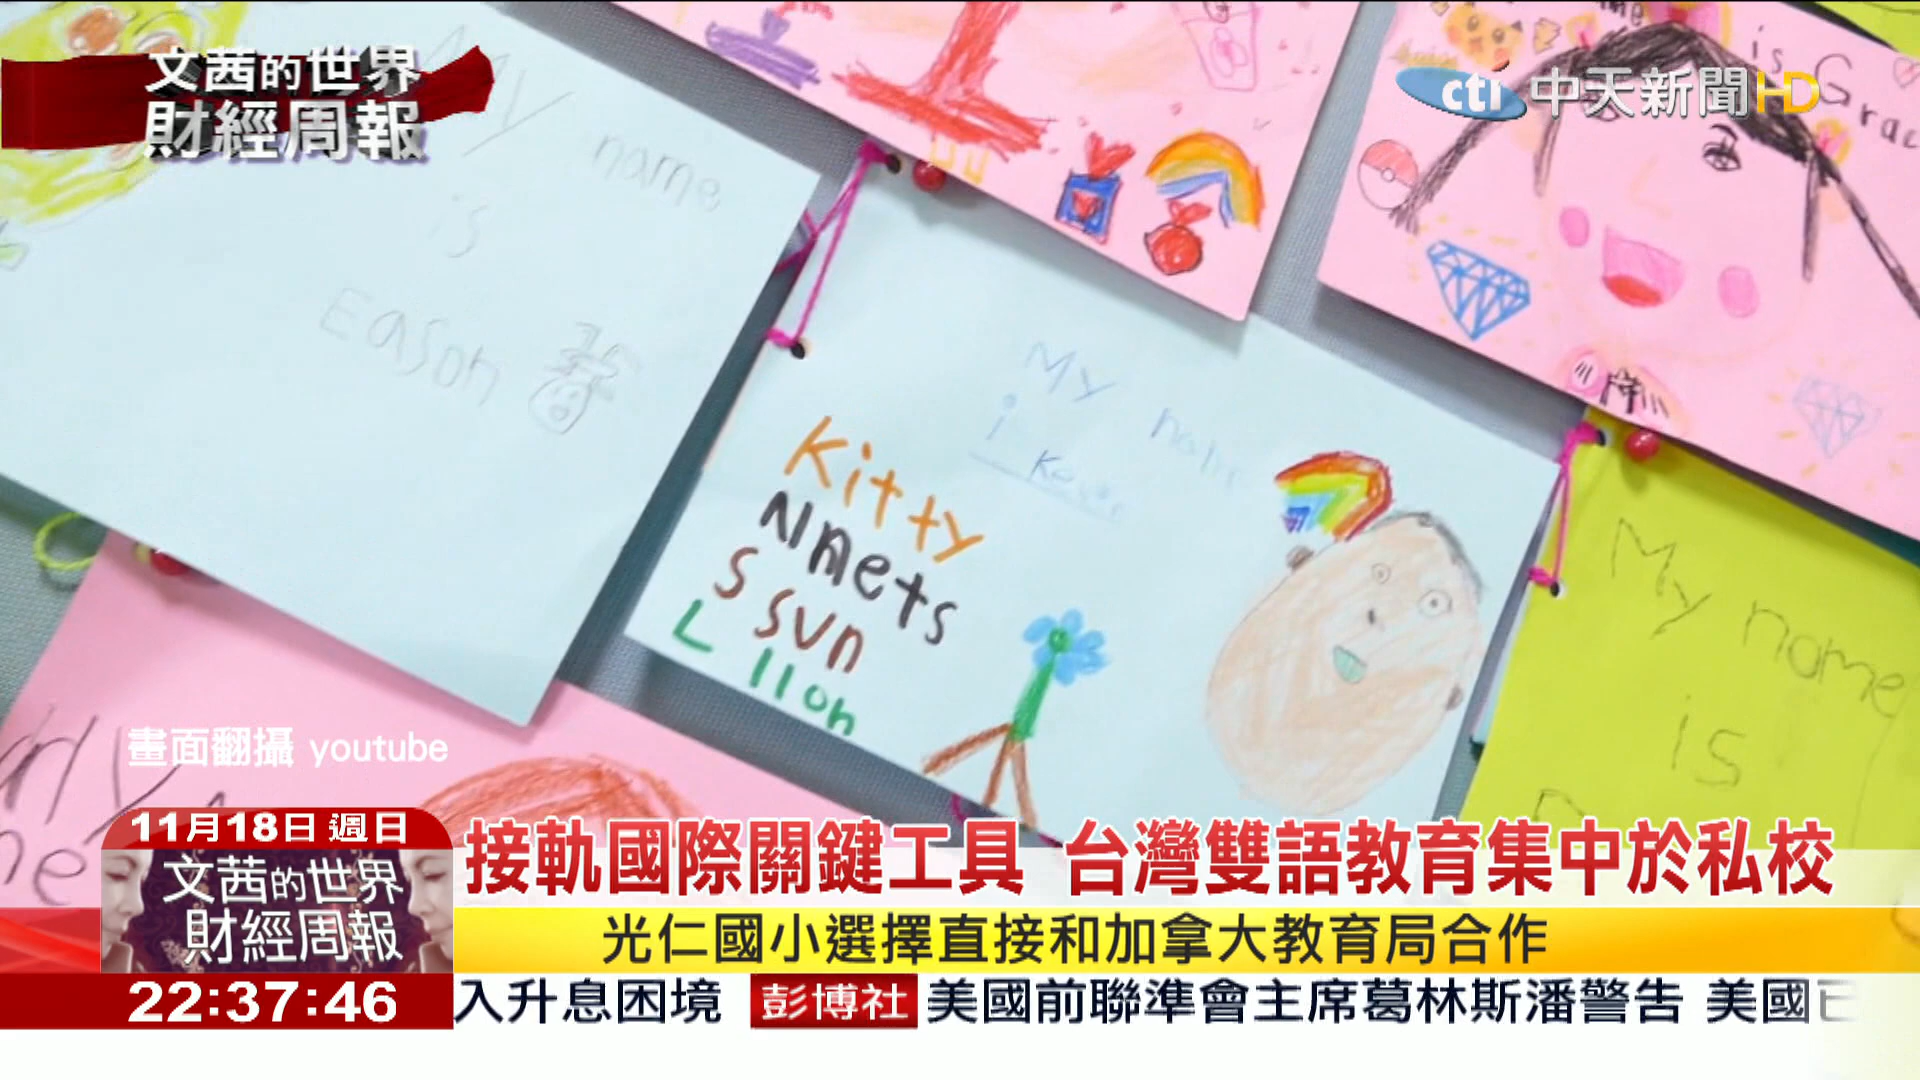 文茜的世界
財經周報
cti 中天新聞HD
My name
is
Eason
is
Grac
My
Kitty
Nmets
S Svn
L llon
My name
is
畫面翻攝 youtube
11月18日 週日
文茜的世界
財經周報
22:37:46
接軌國際關鍵工具 台灣雙語教育集中於私校
光仁國小選擇直接和加拿大教育局合作
入升息困境 彭博社 美國前聯準會主席葛林斯潘警告 美國已